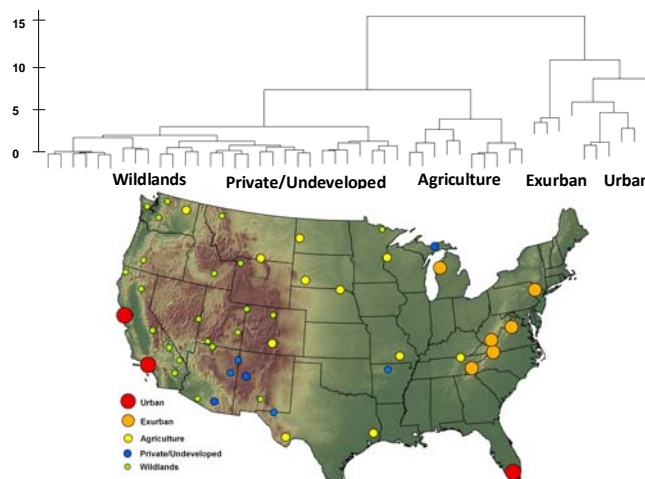 15
10
5
0
Wildlands Private/Undeveloped Agriculture Exurban Urban
Urban
Exurban
Agriculture
Private/Undeveloped
Wildlands